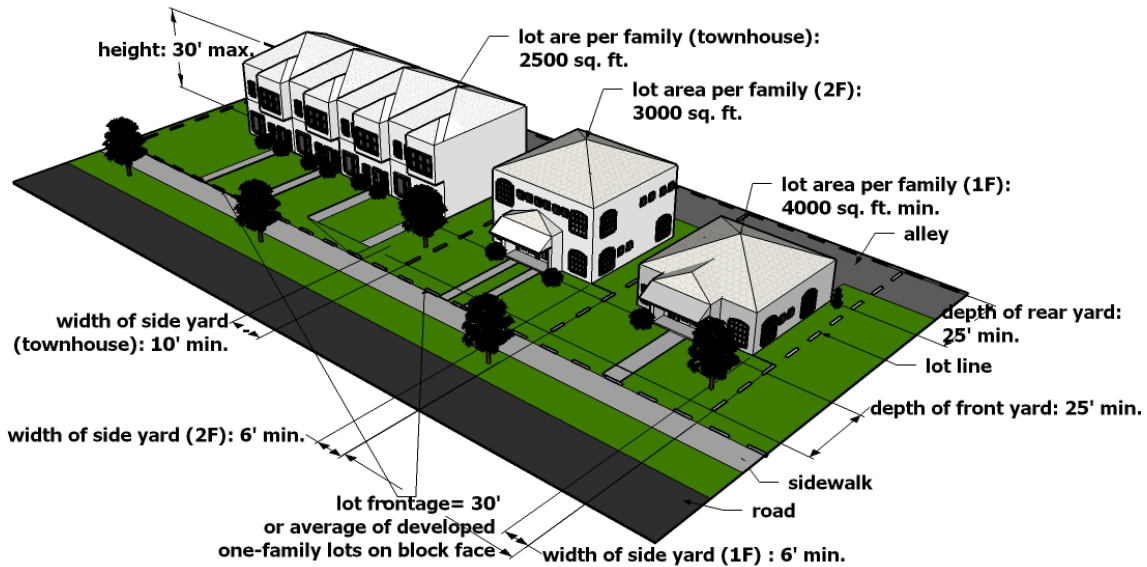 height: 30' max.
lot are per family (townhouse):
2500 sq. ft.
lot area per family (2F):
3000 sq. ft.
lot area per family (1F):
4000 sq. ft. min.
alley
width of side yard
(townhouse): 10' min.
depth of rear yard:
25' min.
lot line
depth of front yard: 25' min.
width of side yard (2F): 6' min.
sidewalk
road
lot frontage= 30'
or average of developed
one-family lots on block face
width of side yard (1F) : 6' min.